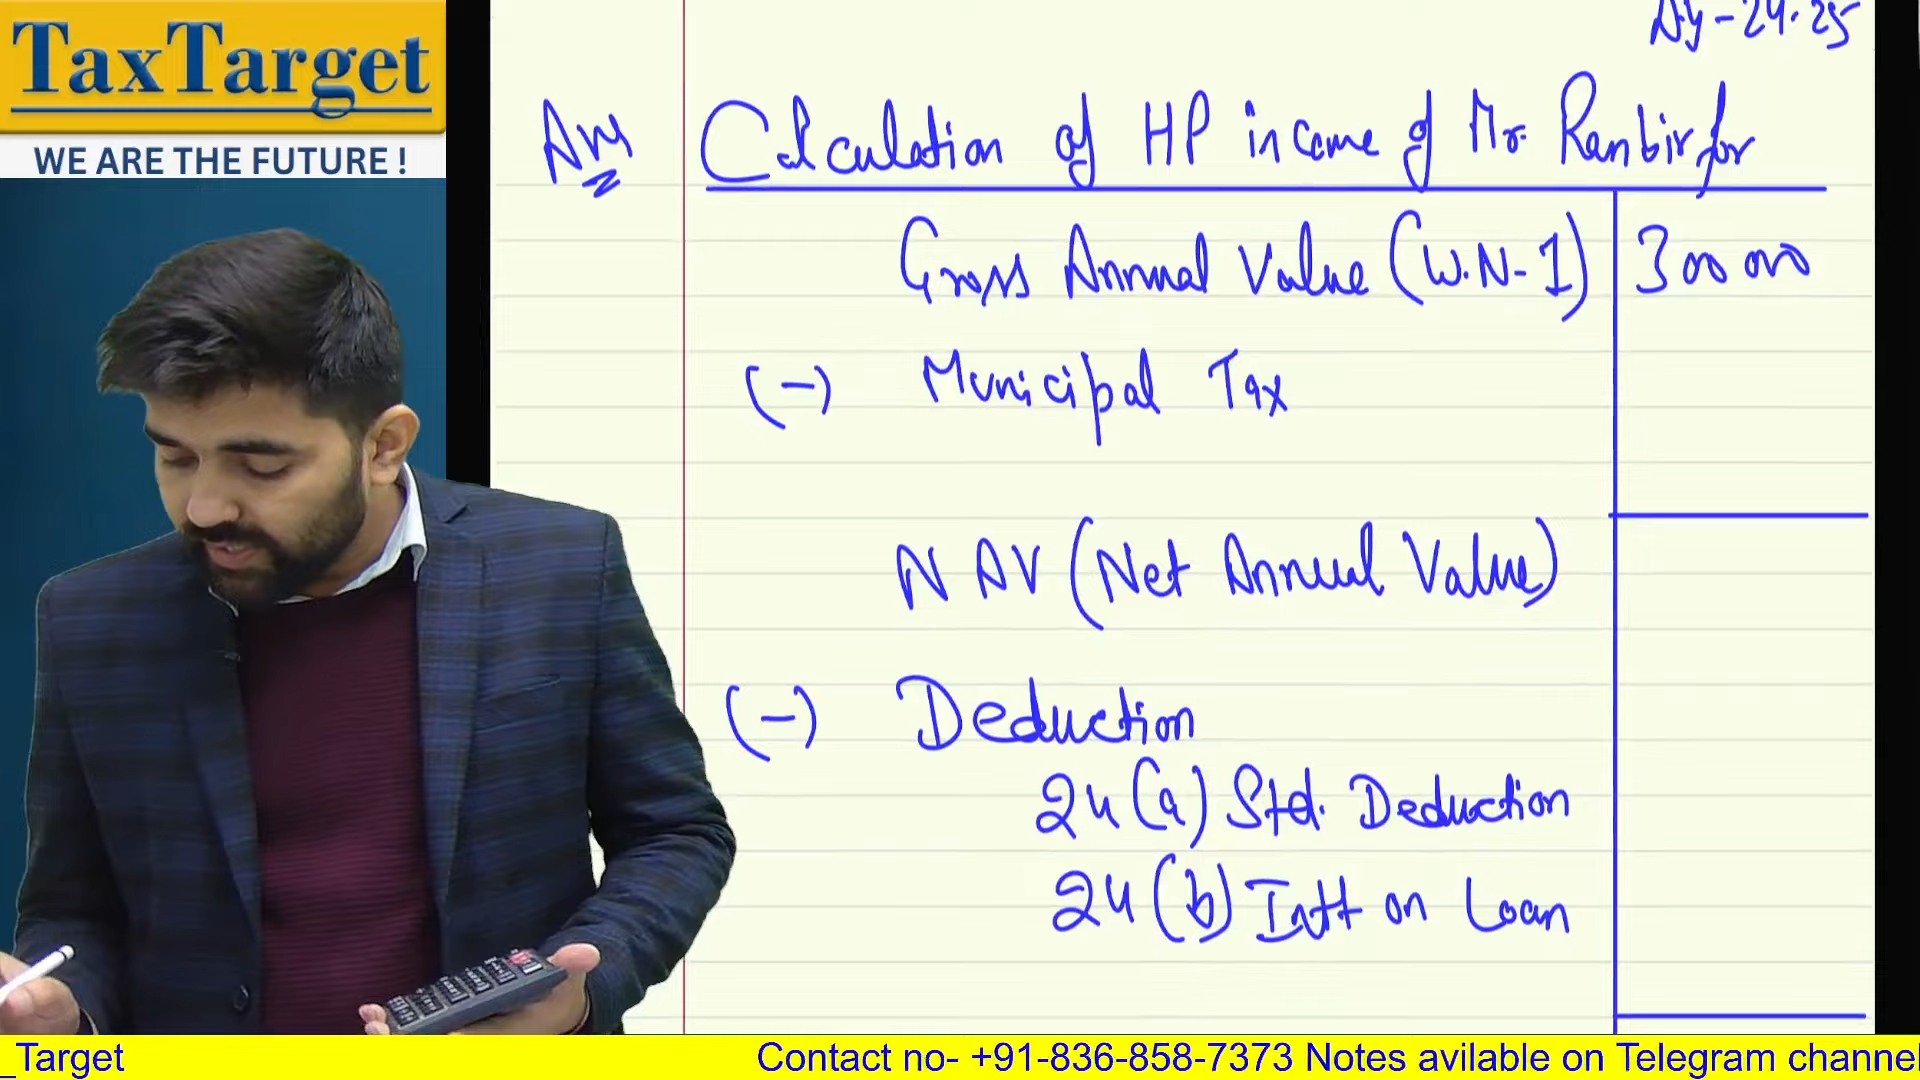 TaxTarget
WE ARE THE FUTURE !
Ay-24-25
Ans Calculation of HP income of Mr. Ranbir for
Gross Annual Value (W.N-1) 300000
(-) Municipal Tax
NAV (Net Annual Value)
(-) Deduction
24(a) Std. Deduction
24(b) Intt on Loan
_Target Contact no- +91-836-858-7373 Notes avilable on Telegram channel